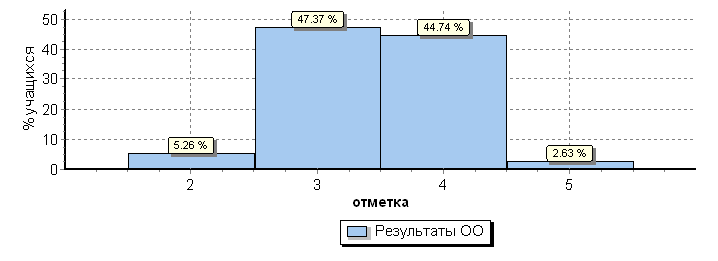 % учащихся
50
40
30
20
10
0
5.26 %
47.37 %
44.74 %
2.63 %
2 3 4 5
отметка
Результаты ОО